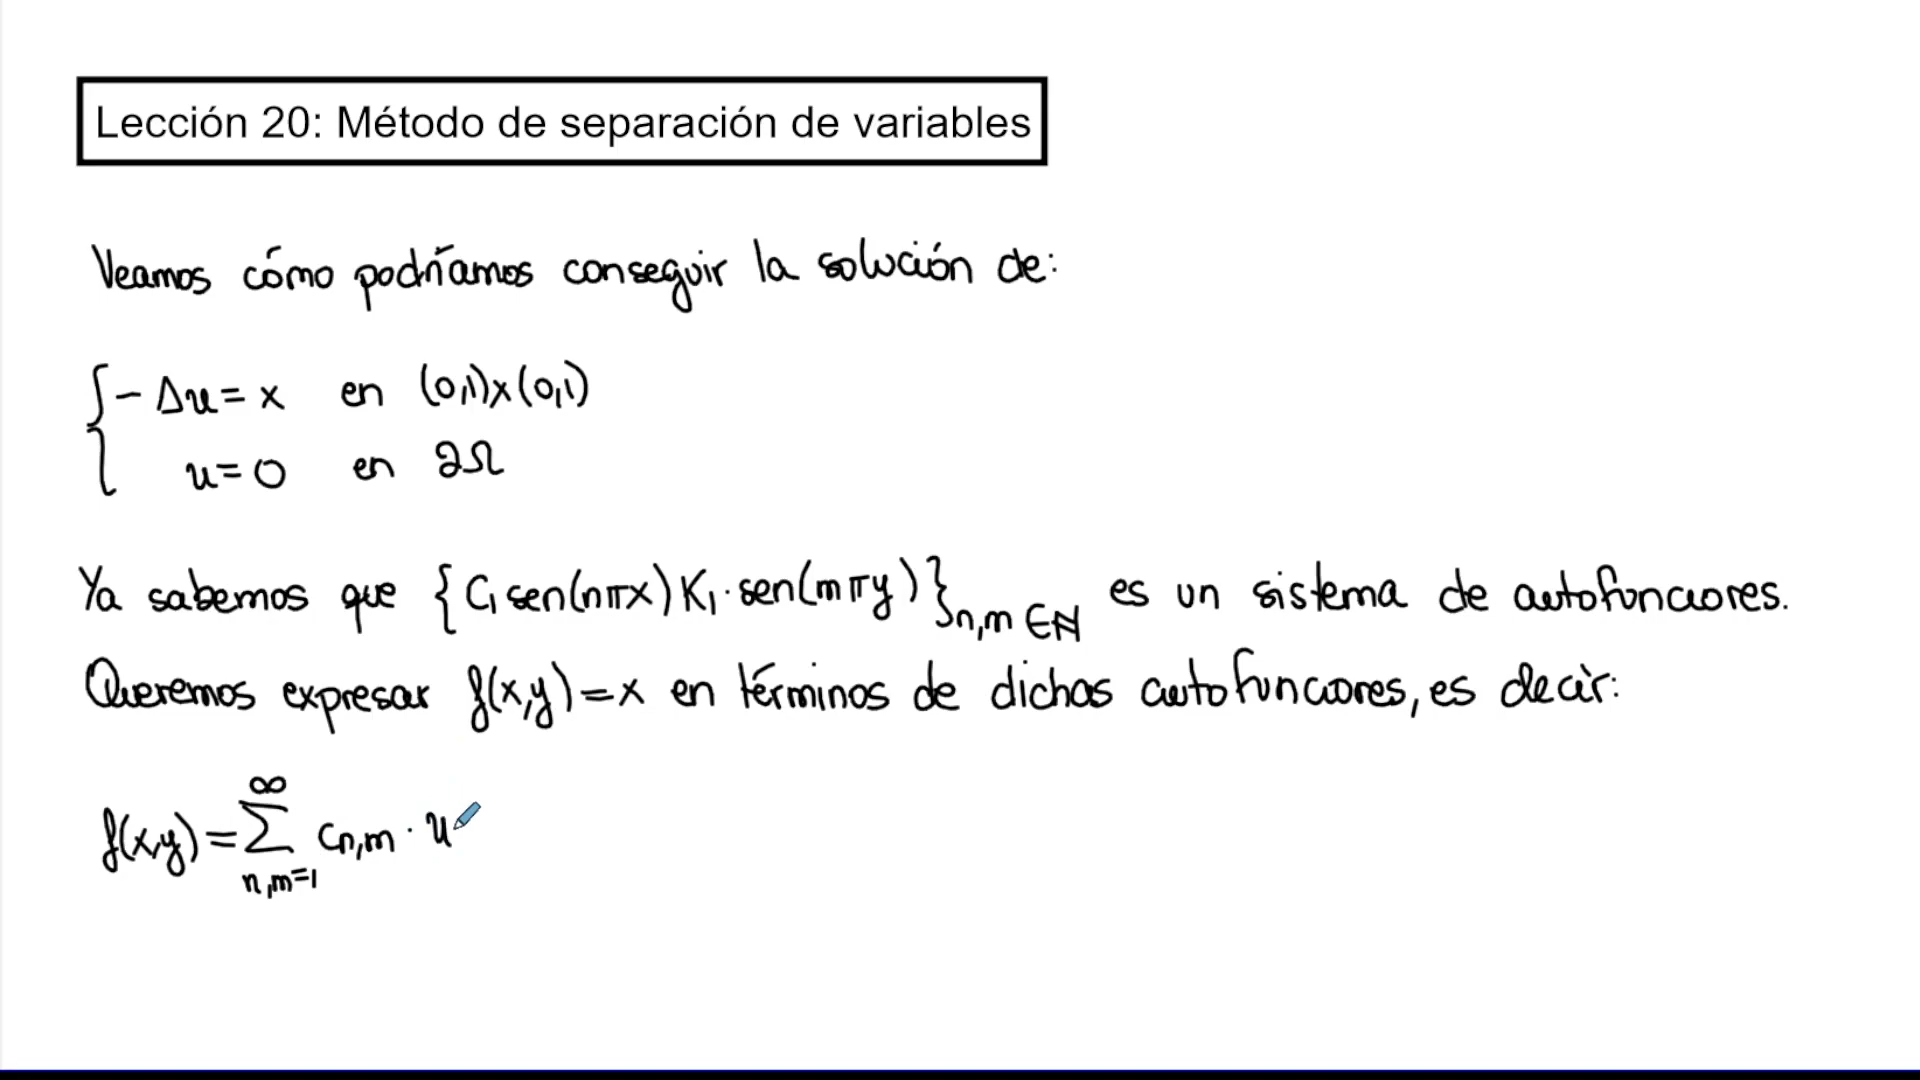 Lección 20: Método de separación de variables
Veamos cómo podríamos conseguir la solución de:
{ -Δu = x en (0,1)x(0,1)
u = 0 en ∂Ω
Ya sabemos que {C₁ sen(nπx) K₁ · sen(mπy)}n,m ∈ ℕ es un sistema de autofunciones.
Queremos expresar f(x,y) = x en términos de dichas autofunciones, es decir:
f(x,y) = ∑_{n,m=1}^{∞} c_{n,m} · u